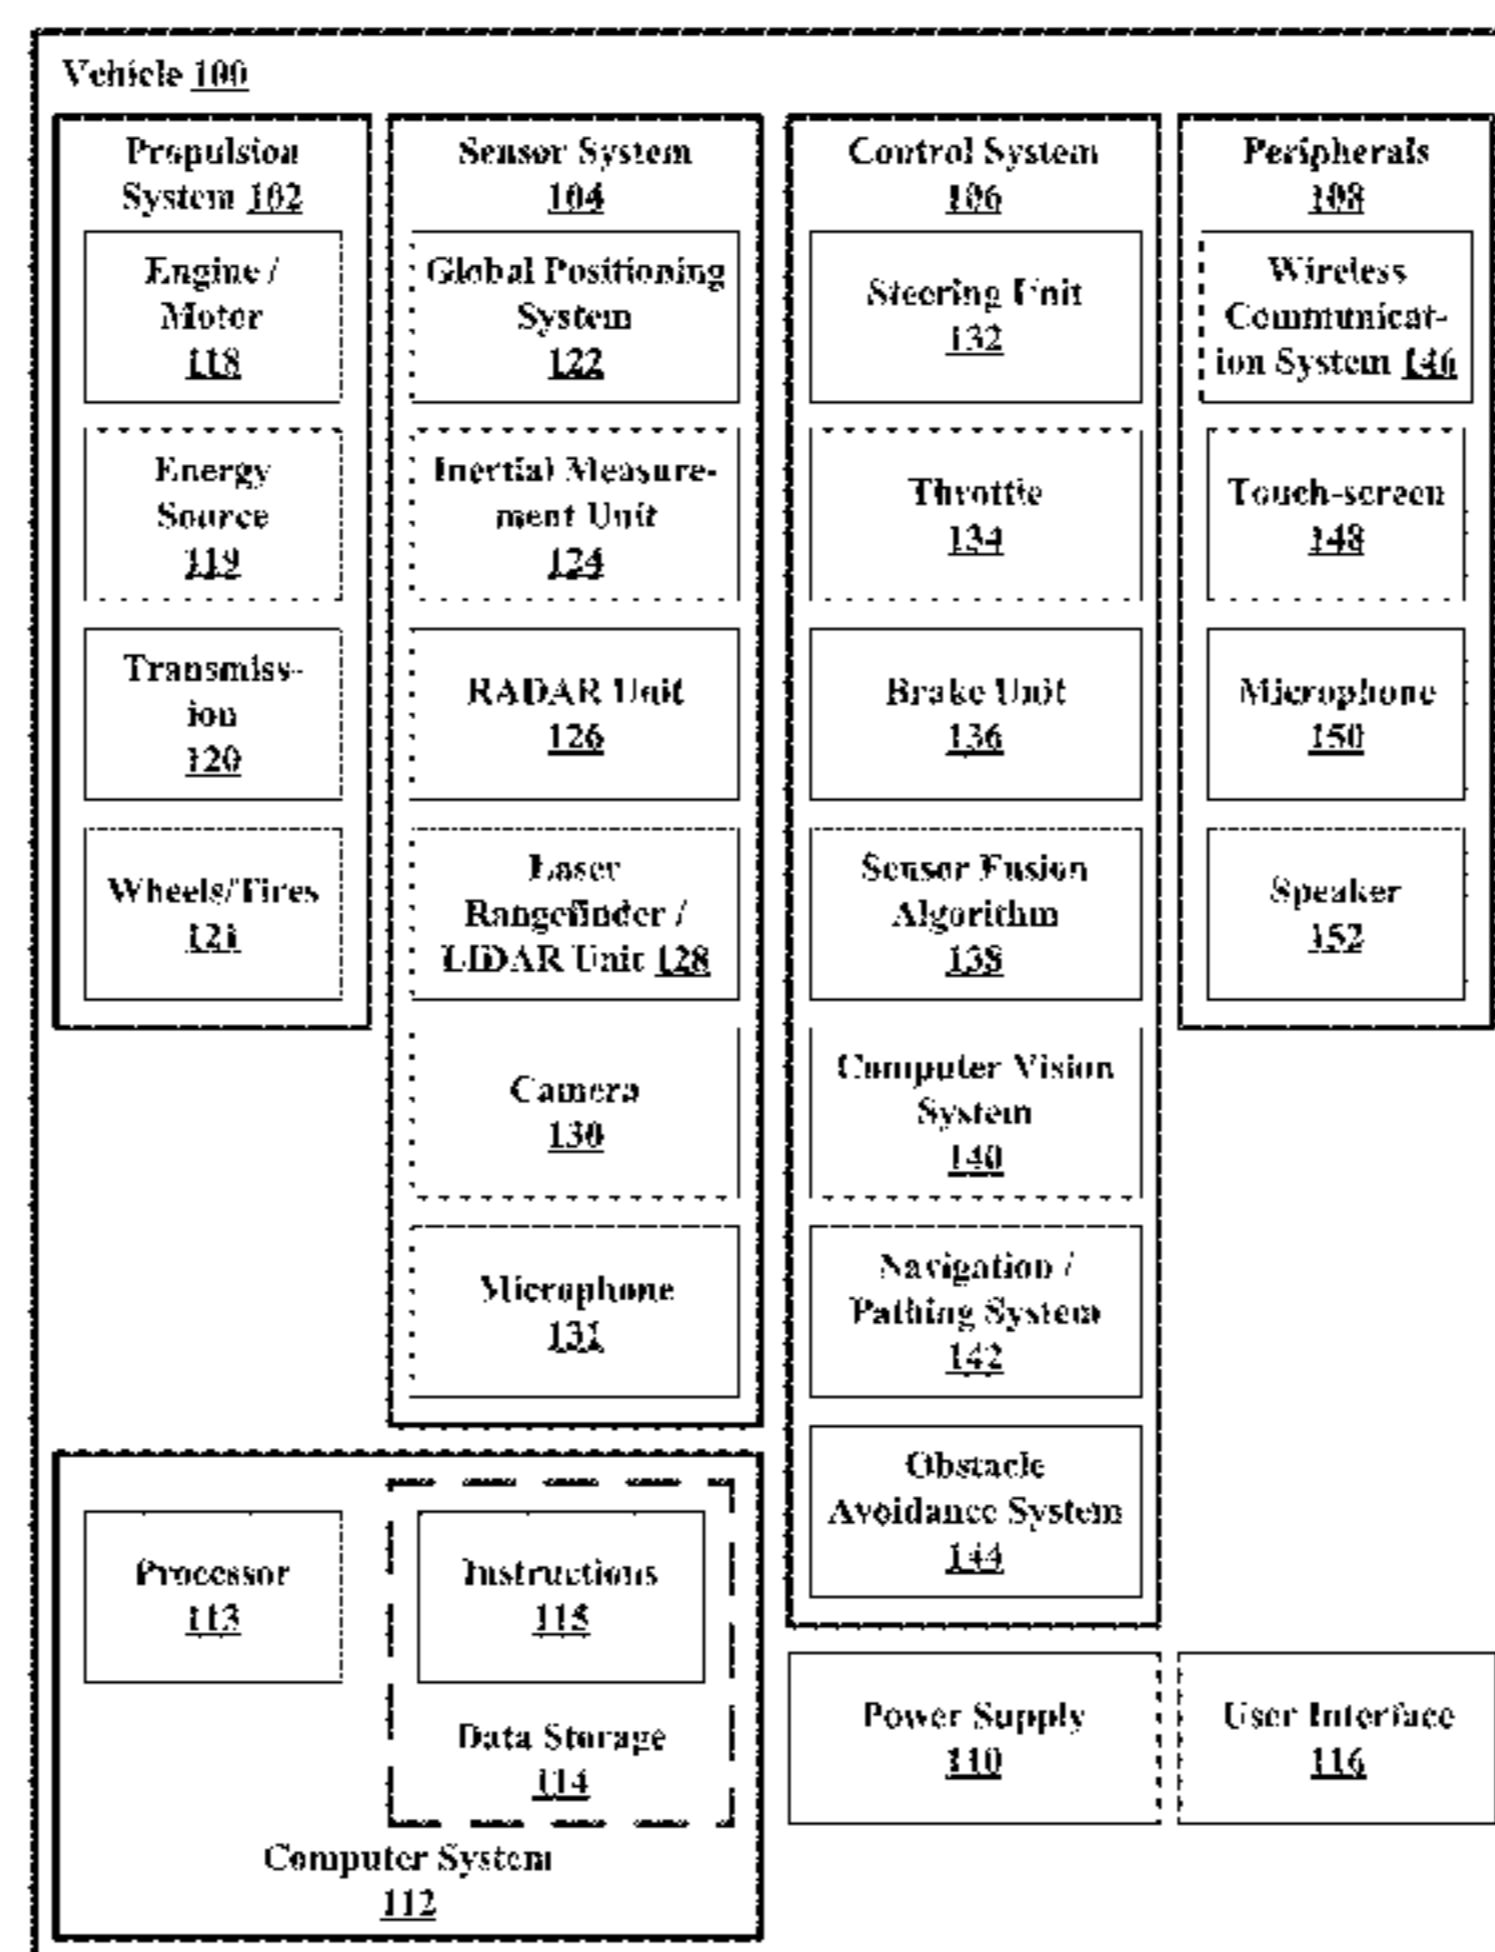 Vehicle 100
Propulsion
System 102
Engine /
Motor
118
Energy
Source
119
Transmiss-
ion
120
Wheels/Tires
121
Sensor System
104
Global Positioning
System
122
Inertial Measure-
ment Unit
124
RADAR Unit
126
Laser
Rangefinder /
LIDAR Unit 128
Camera
130
Microphone
131
Control System
106
Steering Unit
132
Throttle
134
Brake Unit
136
Sensor Fusion
Algorithm
138
Computer Vision
System
140
Navigation /
Pathing System
142
Obstacle
Avoidance System
144
Peripherals
108
Wireless
Communicat-
ion System 146
Touch-screen
148
Microphone
150
Speaker
152
Processor
113
Instructions
115
Data Storage
114
Computer System
112
Power Supply
110
User Interface
116